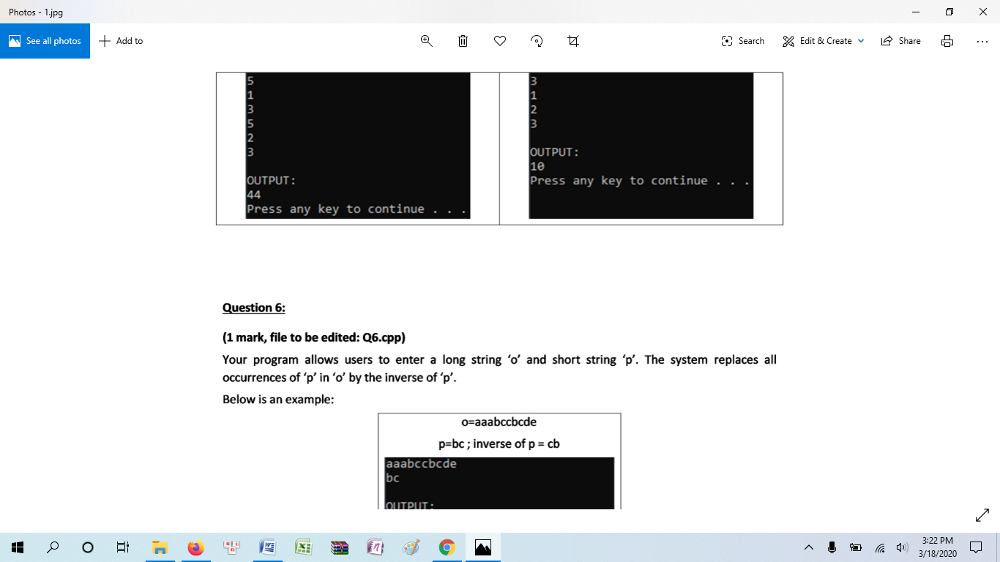 Photos - 1.jpg
See all photos
Add to
Search
Edit & Create
Share
5
1
3
5
2
3
OUTPUT:
44
Press any key to continue . . .
3
1
2
3
OUTPUT:
10
Press any key to continue . . .
Question 6:
(1 mark, file to be edited: Q6.cpp)
Your program allows users to enter a long string ‘o’ and short string ‘p’. The system replaces all
occurrences of ‘p’ in ‘o’ by the inverse of ‘p’.
Below is an example:
o=aaabccbcde
p=bc ; inverse of p = cb
aaabccbcde
bc
OUTPUT:
3:22 PM
3/18/2020